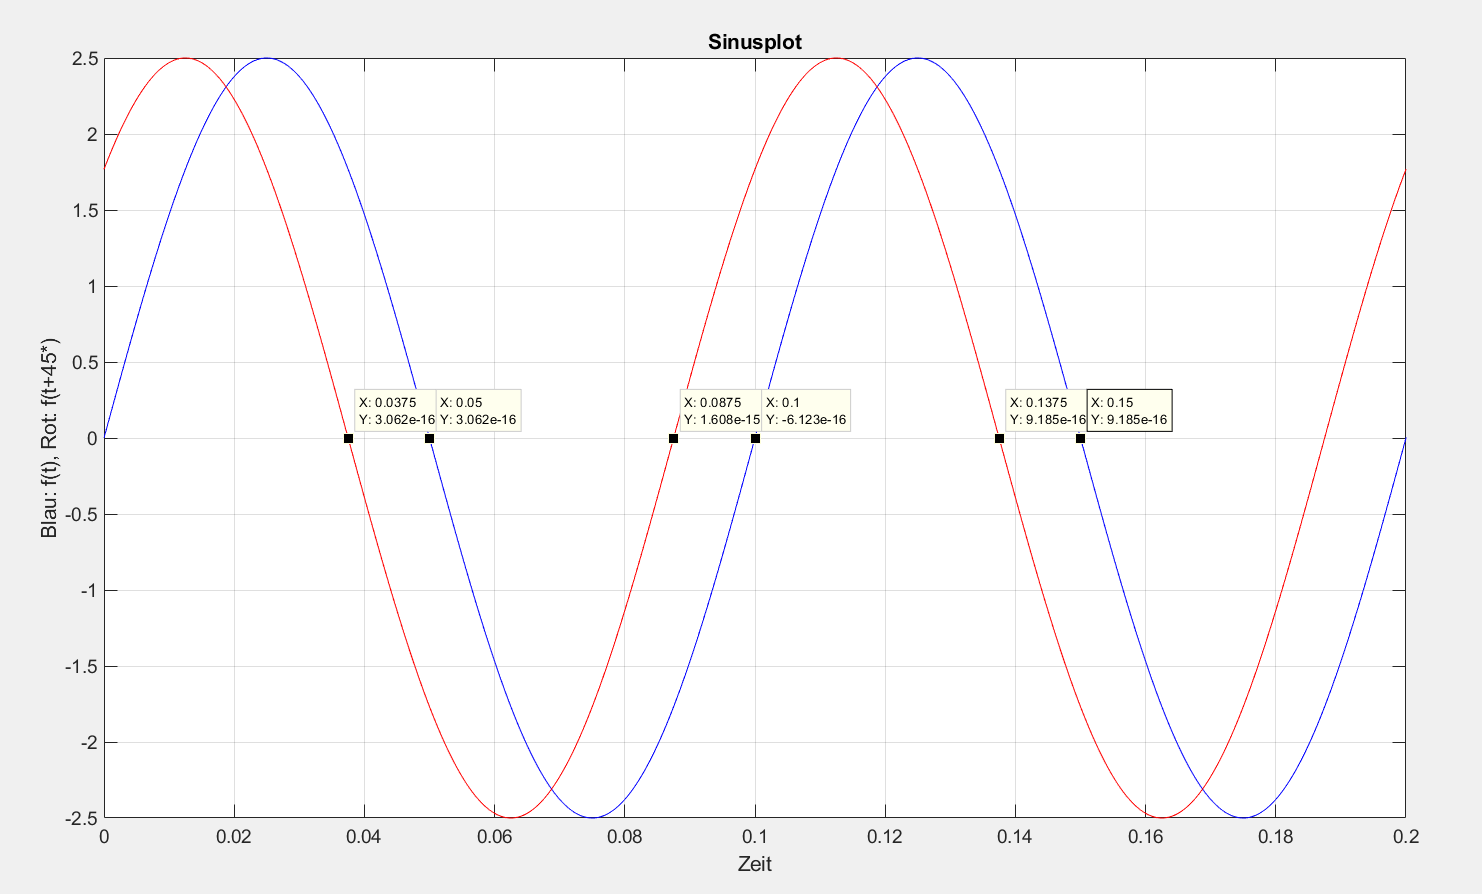 Sinusplot
2.5
2
1.5
1
0.5
0
-0.5
-1
-1.5
-2
-2.5
Blau: f(t), Rot: f(t+45*)
X: 0.0375
Y: 3.062e-16
X: 0.05
Y: 3.062e-16
X: 0.0875
Y: 1.608e-15
X: 0.1
Y: -6.123e-16
X: 0.1375
Y: 9.185e-16
X: 0.15
Y: 9.185e-16
0 0.02 0.04 0.06 0.08 0.1 0.12 0.14 0.16 0.18 0.2
Zeit